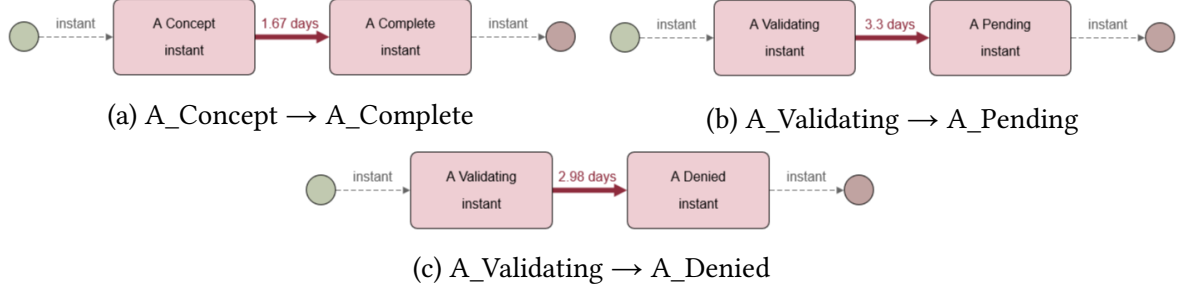 instant A Concept instant 1.67 days A Complete instant instant
(a) A_Concept → A_Complete
instant A Validating instant 3.3 days A Pending instant instant
(b) A_Validating → A_Pending
instant A Validating instant 2.98 days A Denied instant instant
(c) A_Validating → A_Denied